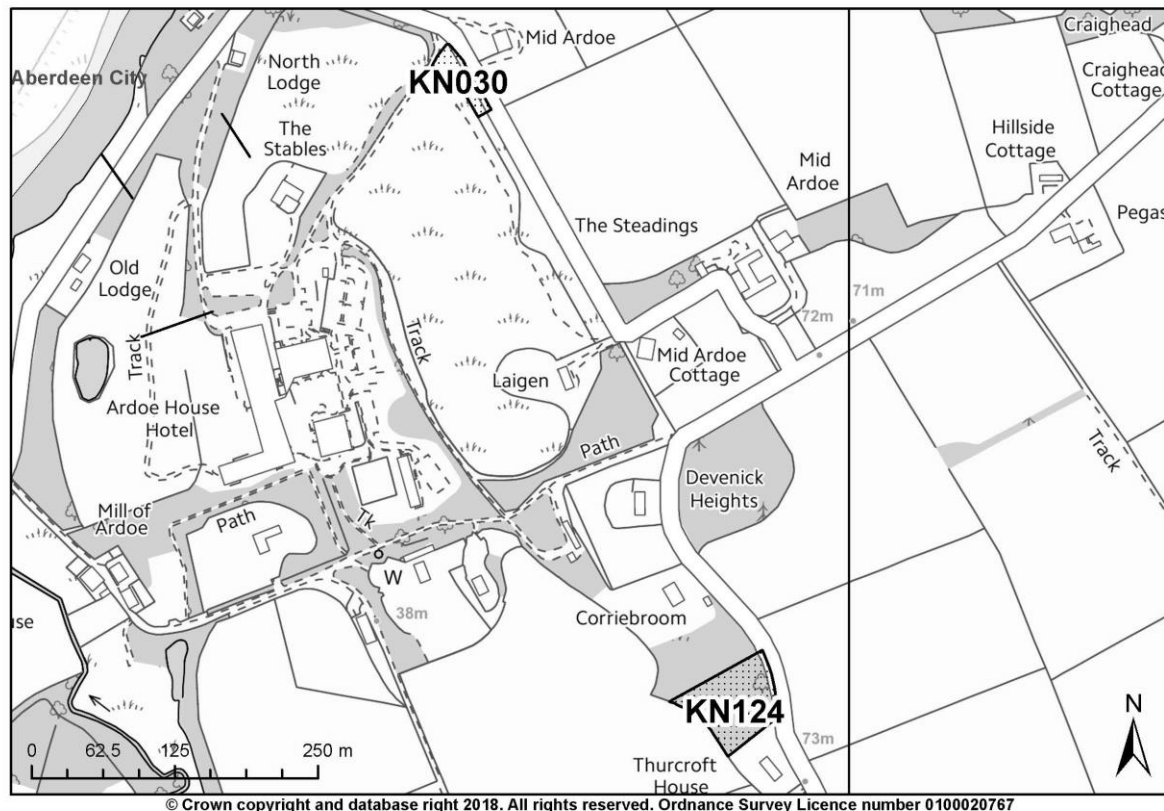 Mid Ardoe
KN030
Craighead
Craighead
Cottage
Aberdeen City
North
Lodge
The
Stables
Hillside
Cottage
Mid
Ardoe
Pegas
The Steadings
Old
Lodge
71m
72m
Track
Track
Mid Ardoe
Cottage
Laigen
Ardoe House
Hotel
Path
Track
Devenick
Heights
Mill of
Ardoe
Path
Tk
W
38m
Corriebroom
use
KN124
73m
Thurcroft
House
N
0 62.5 125 250 m
© Crown copyright and database right 2018. All rights reserved. Ordnance Survey Licence number 0100020767